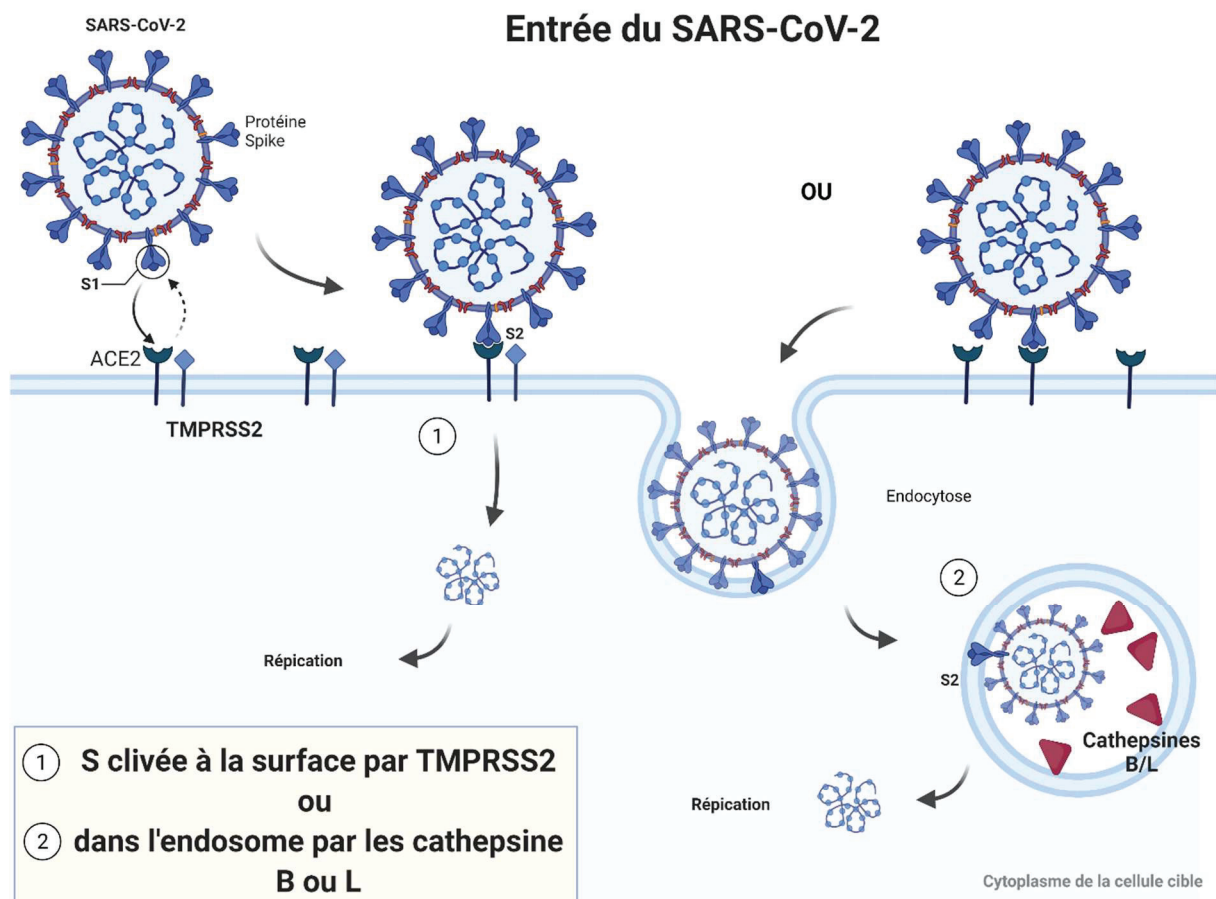 Entrée du SARS-CoV-2
SARS-CoV-2
Protéine
Spike
OU
S1
S2
ACE2
TMPRSS2
1
Endocytose
2
Répication
S2
Cathepsines
B/L
Répication
1 S clivée à la surface par TMPRSS2
ou
2 dans l'endosome par les cathepsine
B ou L
Cytoplasme de la cellule cible